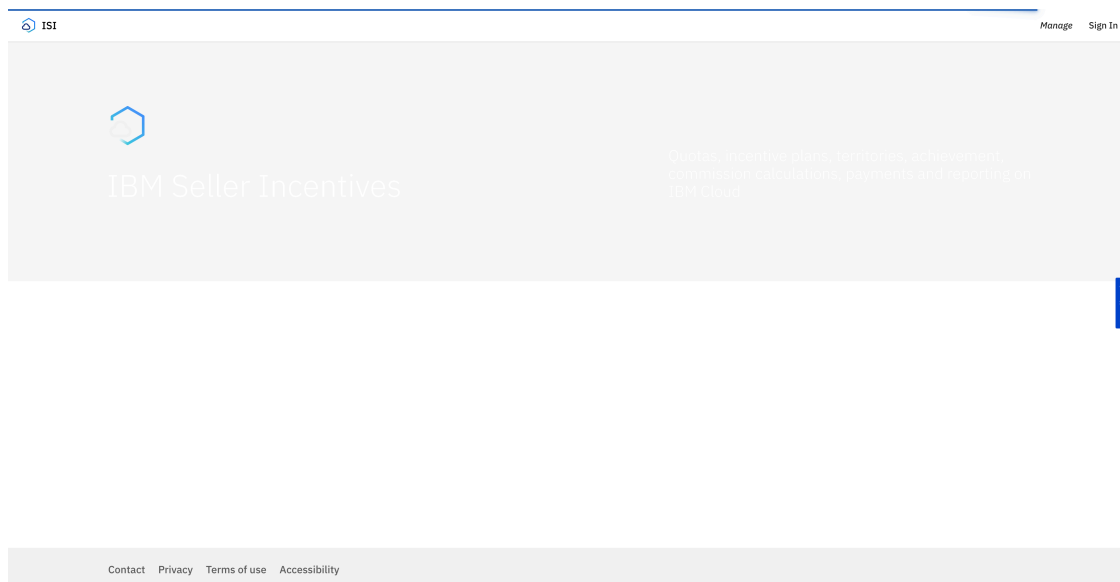 ISI
Manage Sign In
IBM Seller Incentives
Quotas, incentive plans, territories, achievement,
commission calculations, payments and reporting on
IBM Cloud
Contact Privacy Terms of use Accessibility